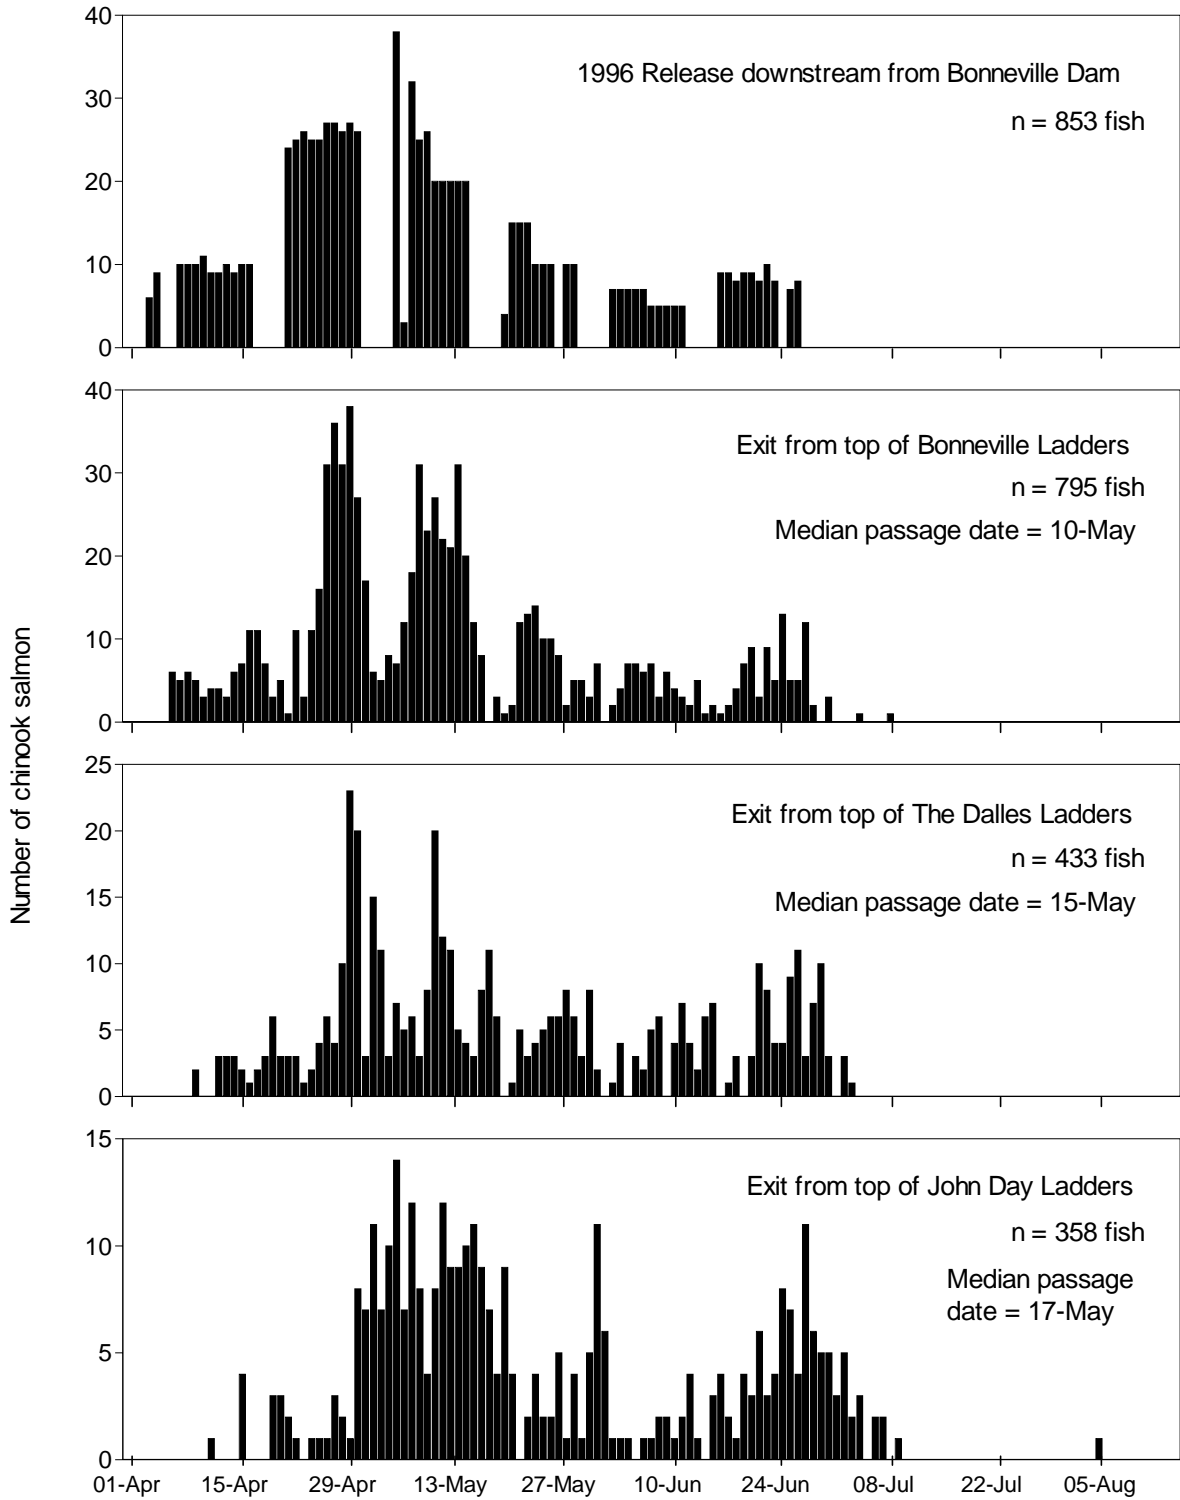 Number of chinook salmon
40
30
20
10
0
1996 Release downstream from Bonneville Dam
n = 853 fish
40
30
20
10
0
Exit from top of Bonneville Ladders
n = 795 fish
Median passage date = 10-May
25
20
15
10
5
0
Exit from top of The Dalles Ladders
n = 433 fish
Median passage date = 15-May
15
10
5
0
Exit from top of John Day Ladders
n = 358 fish
Median passage
date = 17-May
01-Apr 15-Apr 29-Apr 13-May 27-May 10-Jun 24-Jun 08-Jul 22-Jul 05-Aug